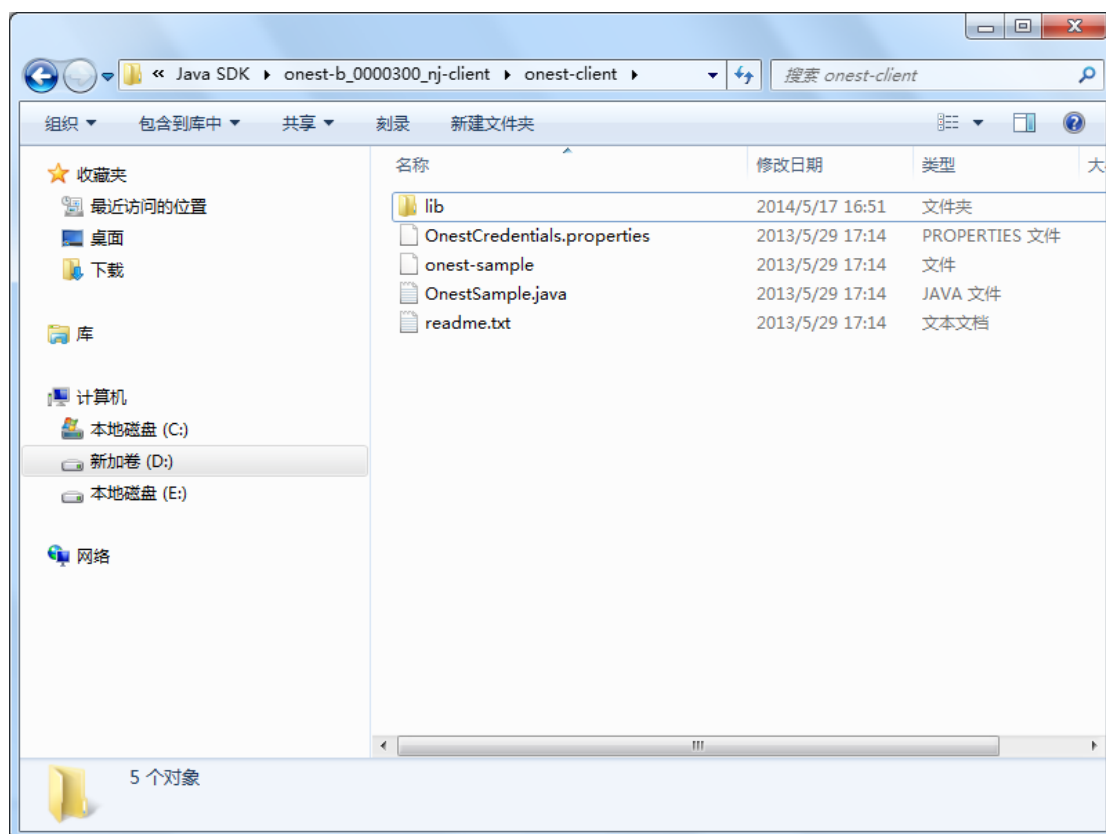 « Java SDK ▸ onest-b_0000300_nj-client ▸ onest-client ▸ 搜索 onest-client
组织 包含到库中 共享 刻录 新建文件夹
名称 修改日期 类型 大
收藏夹
最近访问的位置
桌面
下载
库
计算机
本地磁盘 (C:)
新加卷 (D:)
本地磁盘 (E:)
网络
lib 2014/5/17 16:51 文件夹
OnestCredentials.properties 2013/5/29 17:14 PROPERTIES 文件
onest-sample 2013/5/29 17:14 文件
OnestSample.java 2013/5/29 17:14 JAVA 文件
readme.txt 2013/5/29 17:14 文本文档
5 个对象